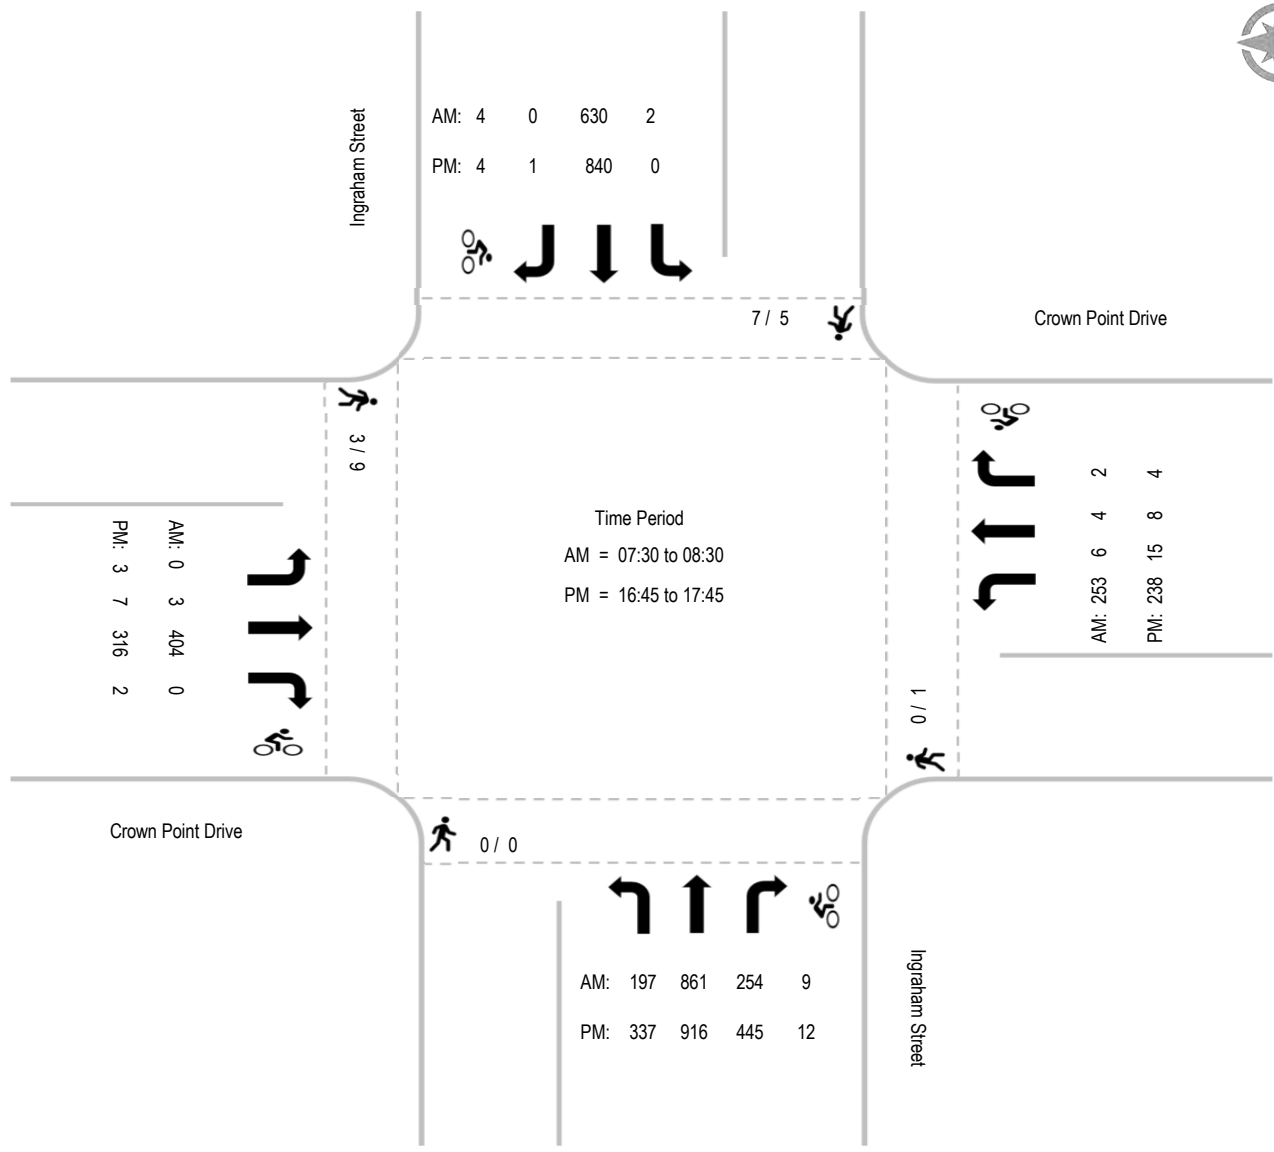 Ingraham Street
AM: 4 0 630 2
PM: 4 1 840 0
7 / 5
Crown Point Drive
3 / 9
AM: 0 3 404 0
PM: 3 7 316 2
Time Period
AM = 07:30 to 08:30
PM = 16:45 to 17:45
AM: 253 6 4 2
PM: 238 15 8 4
0 / 1
Crown Point Drive
0 / 0
AM: 197 861 254 9
PM: 337 916 445 12
Ingraham Street